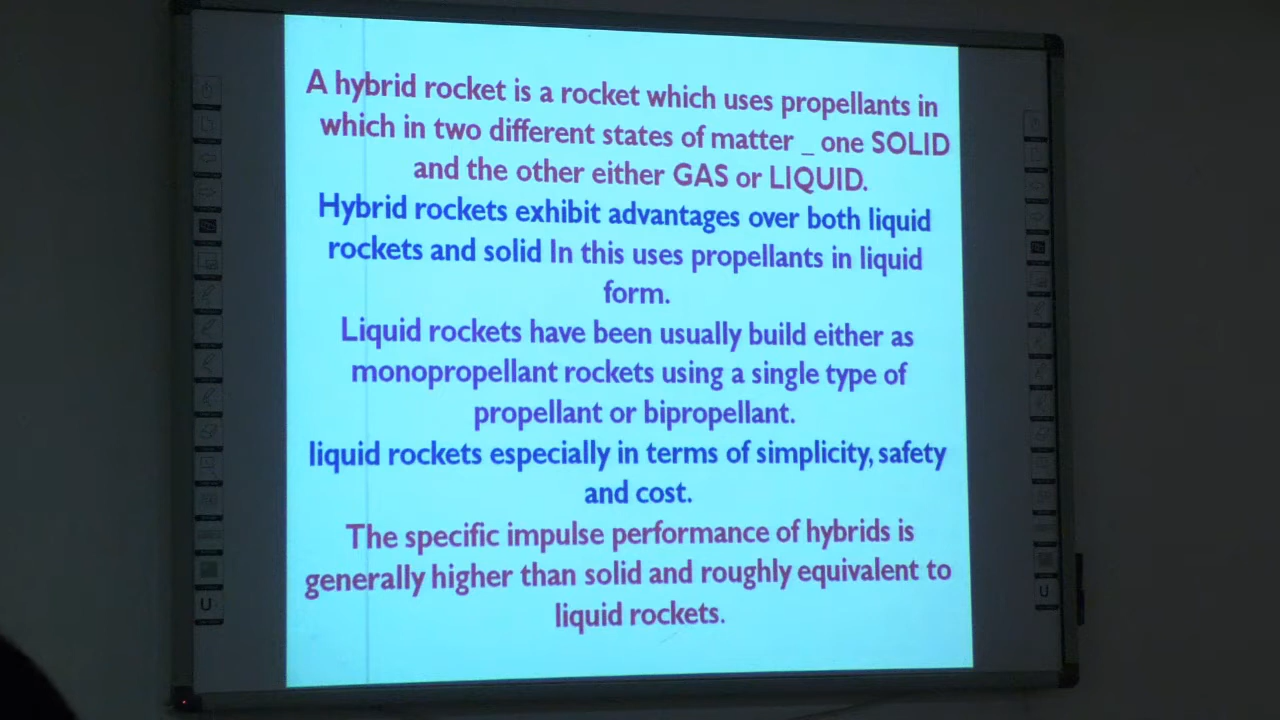 A hybrid rocket is a rocket which uses propellants in
which in two different states of matter _ one SOLID
and the other either GAS or LIQUID.
Hybrid rockets exhibit advantages over both liquid
rockets and solid In this uses propellants in liquid
form.
Liquid rockets have been usually build either as
monopropellant rockets using a single type of
propellant or bipropellant.
liquid rockets especially in terms of simplicity, safety
and cost.
The specific impulse performance of hybrids is
generally higher than solid and roughly equivalent to
liquid rockets.